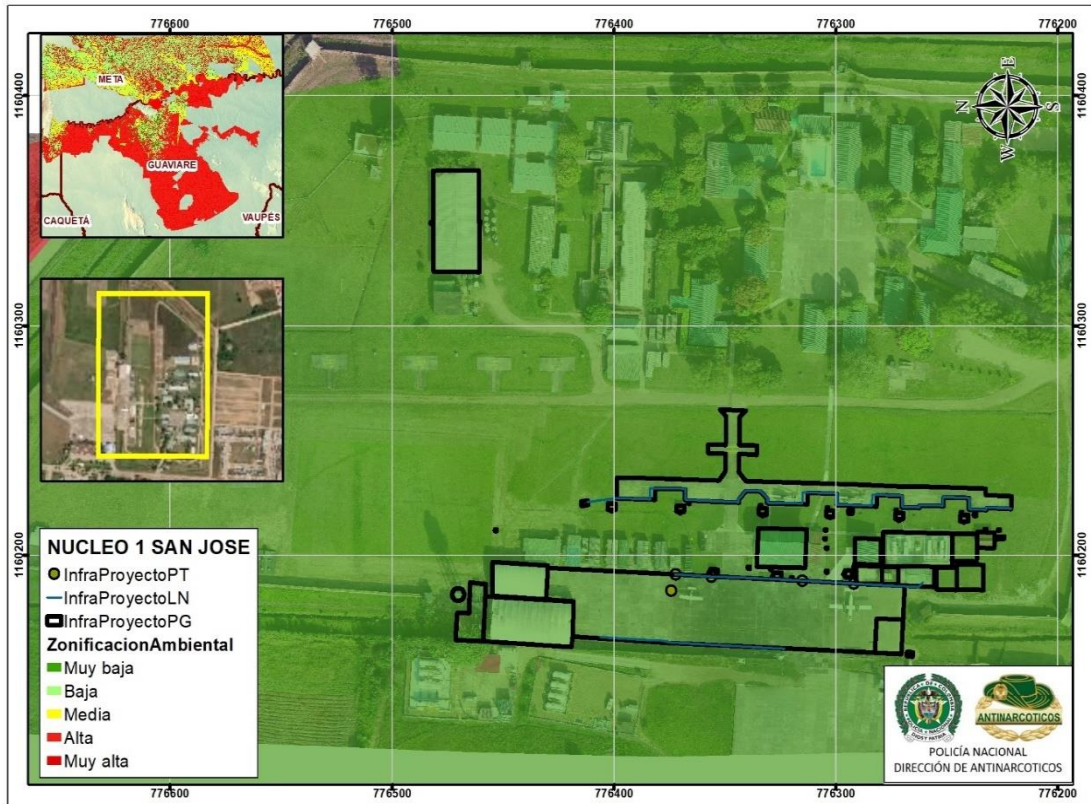 776600 776500 776400 776300 776200
META
GUAVIARE
CAQUETÁ
VAUPÉS
E
N
S
W
1160400
1160400
1160300
1160300
1160200
1160200
NUCLEO 1 SAN JOSE
InfraProyectoPT
InfraProyectoLN
InfraProyectoPG
ZonificacionAmbiental
Muy baja
Baja
Media
Alta
Muy alta
ANTINARCOTICOS
DIOS Y PATRIA
POLICÍA NACIONAL
DIRECCIÓN DE ANTINARCOTICOS
776600 776500 776400 776300 776200